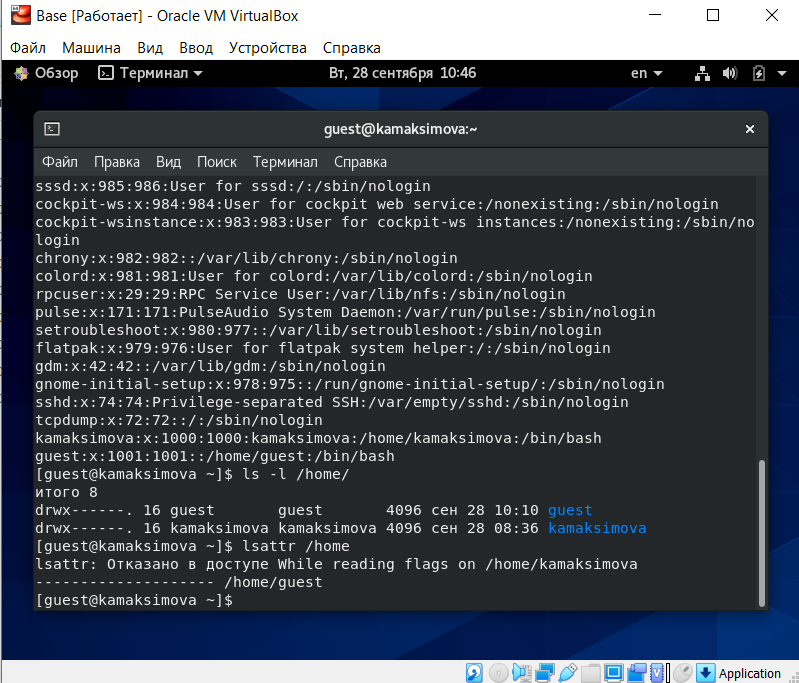 Base [Работает] - Oracle VM VirtualBox
Файл Машина Вид Ввод Устройства Справка
Обзор Терминал Вт, 28 сентября 10:46 en
guest@kamaksimova:~
Файл Правка Вид Поиск Терминал Справка
sssd:x:985:986:User for sssd:/:/sbin/nologin
cockpit-ws:x:984:984:User for cockpit web service:/nonexisting:/sbin/nologin
cockpit-wsinstance:x:983:983:User for cockpit-ws instances:/nonexisting:/sbin/no
login
chrony:x:982:982::/var/lib/chrony:/sbin/nologin
colord:x:981:981:User for colord:/var/lib/colord:/sbin/nologin
rpcuser:x:29:29:RPC Service User:/var/lib/nfs:/sbin/nologin
pulse:x:171:171:PulseAudio System Daemon:/var/run/pulse:/sbin/nologin
setroubleshoot:x:980:977::/var/lib/setroubleshoot:/sbin/nologin
flatpak:x:979:976:User for flatpak system helper:/:/sbin/nologin
gdm:x:42:42::/var/lib/gdm:/sbin/nologin
gnome-initial-setup:x:978:975::/run/gnome-initial-setup/:/sbin/nologin
sshd:x:74:74:Privilege-separated SSH:/var/empty/sshd:/sbin/nologin
tcpdump:x:72:72::/:/sbin/nologin
kamaksimova:x:1000:1000:kamaksimova:/home/kamaksimova:/bin/bash
guest:x:1001:1001::/home/guest:/bin/bash
[guest@kamaksimova ~]$ ls -l /home/
итого 8
drwx------. 16 guest       guest       4096 сен 28 10:10 guest
drwx------. 16 kamaksimova kamaksimova 4096 сен 28 08:36 kamaksimova
[guest@kamaksimova ~]$ lsattr /home
lsattr: Отказано в доступе While reading flags on /home/kamaksimova
-------------------- /home/guest
[guest@kamaksimova ~]$
Application